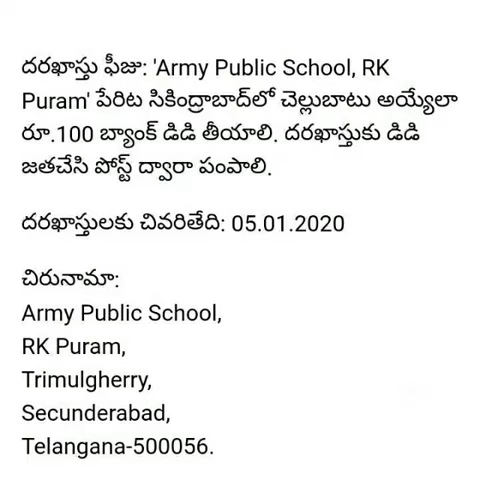 దరఖాస్తు ఫీజు: 'Army Public School, RK
Puram' పేరిట సికింద్రాబాద్‌లో చెల్లుబాటు అయ్యేలా
రూ.100 బ్యాంక్ డిడి తీయాలి. దరఖాస్తుకు డిడి
జతచేసి పోస్ట్ ద్వారా పంపాలి.
దరఖాస్తులకు చివరితేది: 05.01.2020
చిరునామా:
Army Public School,
RK Puram,
Trimulgherry,
Secunderabad,
Telangana-500056.